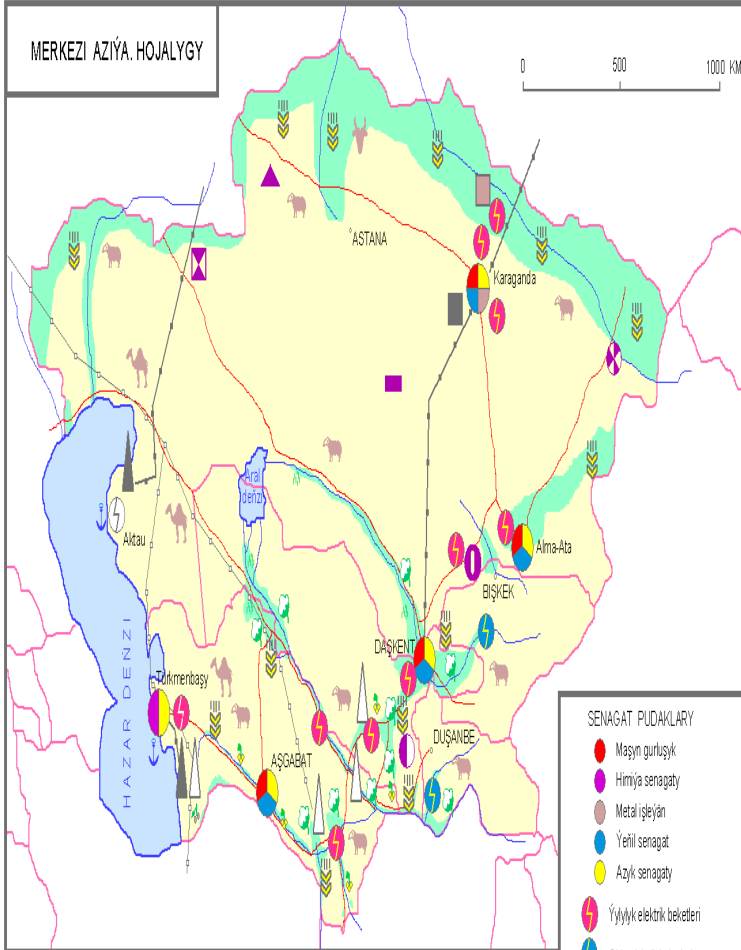 MERKEZI AZIÝA. HOJALYGY
0 500 1000 KM
ASTANA
Karaganda
Aral
deňzi
Aktau
Alma-Ata
BIŞKEK
DAŞKENT
HAZAR DENZI
Türkmenbaşy
DUŞANBE
AŞGABAT
SENAGAT PUDAKLARY
Maşyn gurluşyk
Himiýa senagaty
Metal işleýän
Ýeňil senagat
Azyk senagaty
Ýylylyk elektrik beketleri